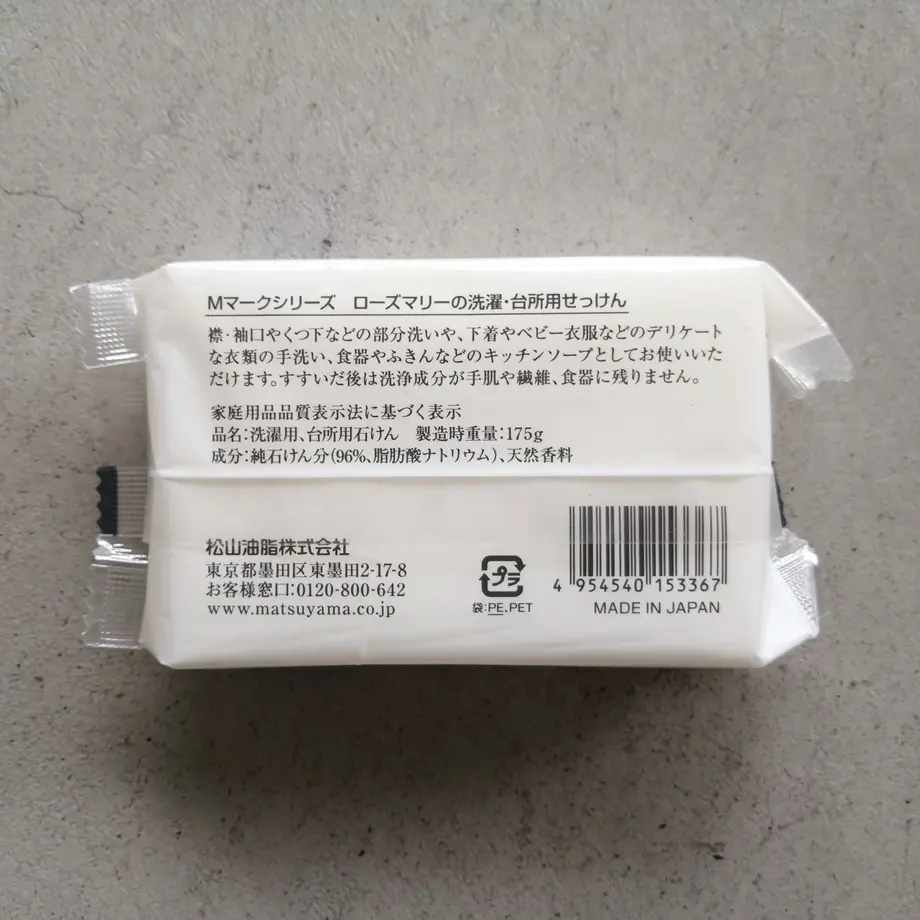 Mマークシリーズ　ローズマリーの洗濯・台所用せっけん
襟・袖口やくつ下などの部分洗いや、下着やベビー衣服などのデリケート
な衣類の手洗い、食器やふきんなどのキッチンソープとしてお使いいた
だけます。すすいだ後は洗浄成分が手肌や繊維、食器に残りません。
家庭用品品質表示法に基づく表示
品名：洗濯用、台所用石けん　製造時重量：175g
成分：純石けん分（96%、脂肪酸ナトリウム）、天然香料
松山油脂株式会社
東京都墨田区東墨田2-17-8
お客様窓口：0120-800-642
www.matsuyama.co.jp
プラ
袋：PE、PET
4 954540 153367
MADE IN JAPAN